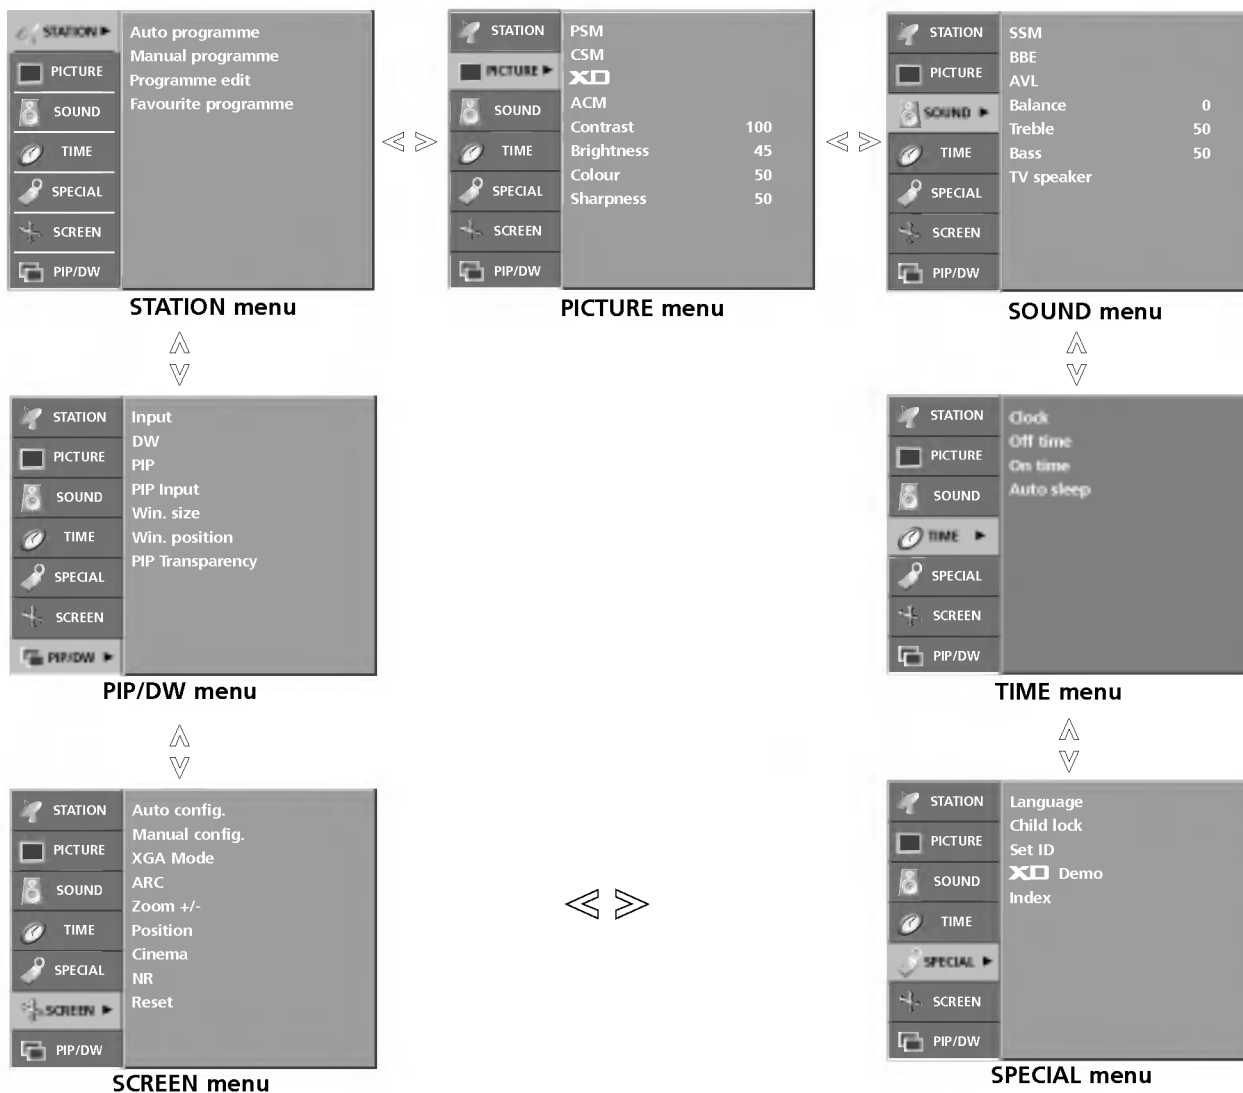 STATION
PICTURE
SOUND
TIME
SPECIAL
SCREEN
PIP/DW
Auto programme
Manual programme
Programme edit
Favourite programme
STATION menu
STATION
PICTURE
SOUND
TIME
SPECIAL
SCREEN
PIP/DW
PSM
CSM
XD
ACM
Contrast 100
Brightness 45
Colour 50
Sharpness 50
PICTURE menu
STATION
PICTURE
SOUND
TIME
SPECIAL
SCREEN
PIP/DW
SSM
BBE
AVL
Balance 0
Treble 50
Bass 50
TV speaker
SOUND menu
STATION
PICTURE
SOUND
TIME
SPECIAL
SCREEN
PIP/DW
Input
DW
PIP
PIP Input
Win. size
Win. position
PIP Transparency
PIP/DW menu
STATION
PICTURE
SOUND
TIME
SPECIAL
SCREEN
PIP/DW
Clock
Off time
On time
Auto sleep
TIME menu
STATION
PICTURE
SOUND
TIME
SPECIAL
SCREEN
PIP/DW
Auto config.
Manual config.
XGA Mode
ARC
Zoom +/-
Position
Cinema
NR
Reset
SCREEN menu
STATION
PICTURE
SOUND
TIME
SPECIAL
SCREEN
PIP/DW
Language
Child lock
Set ID
XD Demo
Index
SPECIAL menu